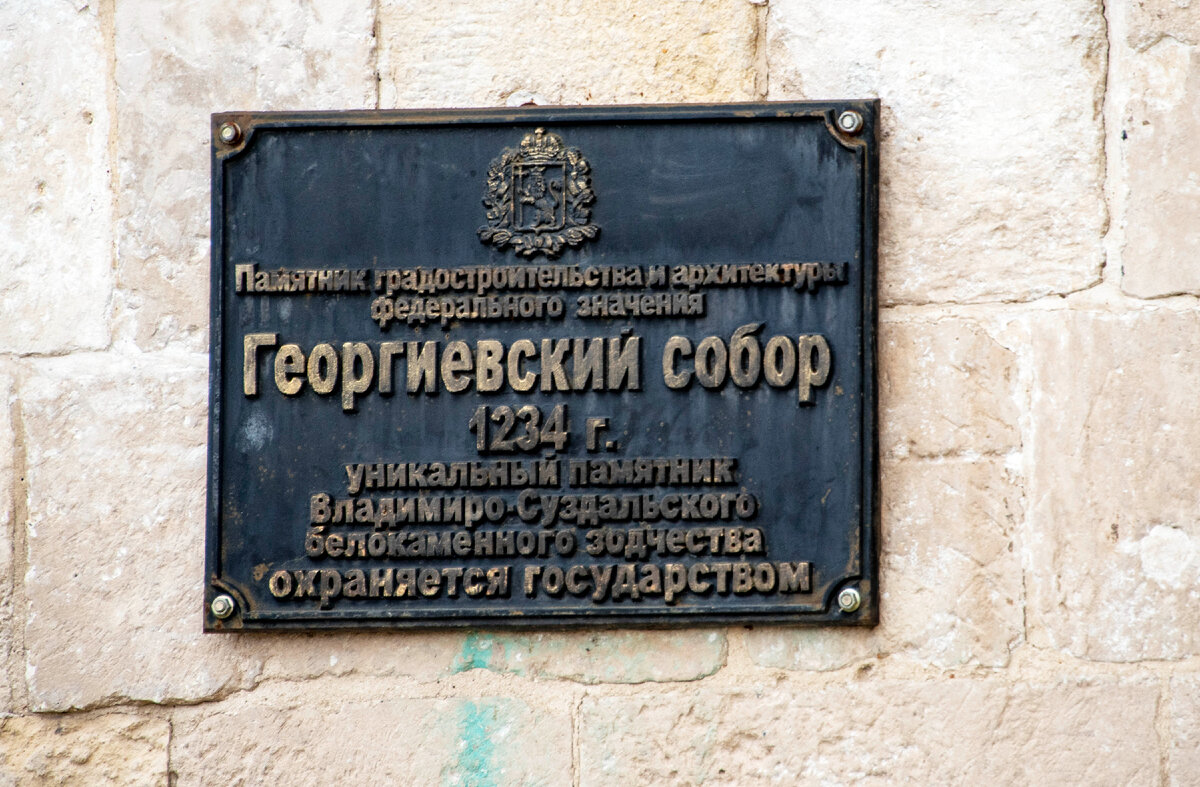 Памятник градостроительства и архитектуры
федерального значения
Георгиевский собор
1234 г.
уникальный памятник
Владимиро-Суздальского
белокаменного зодчества
охраняется государством